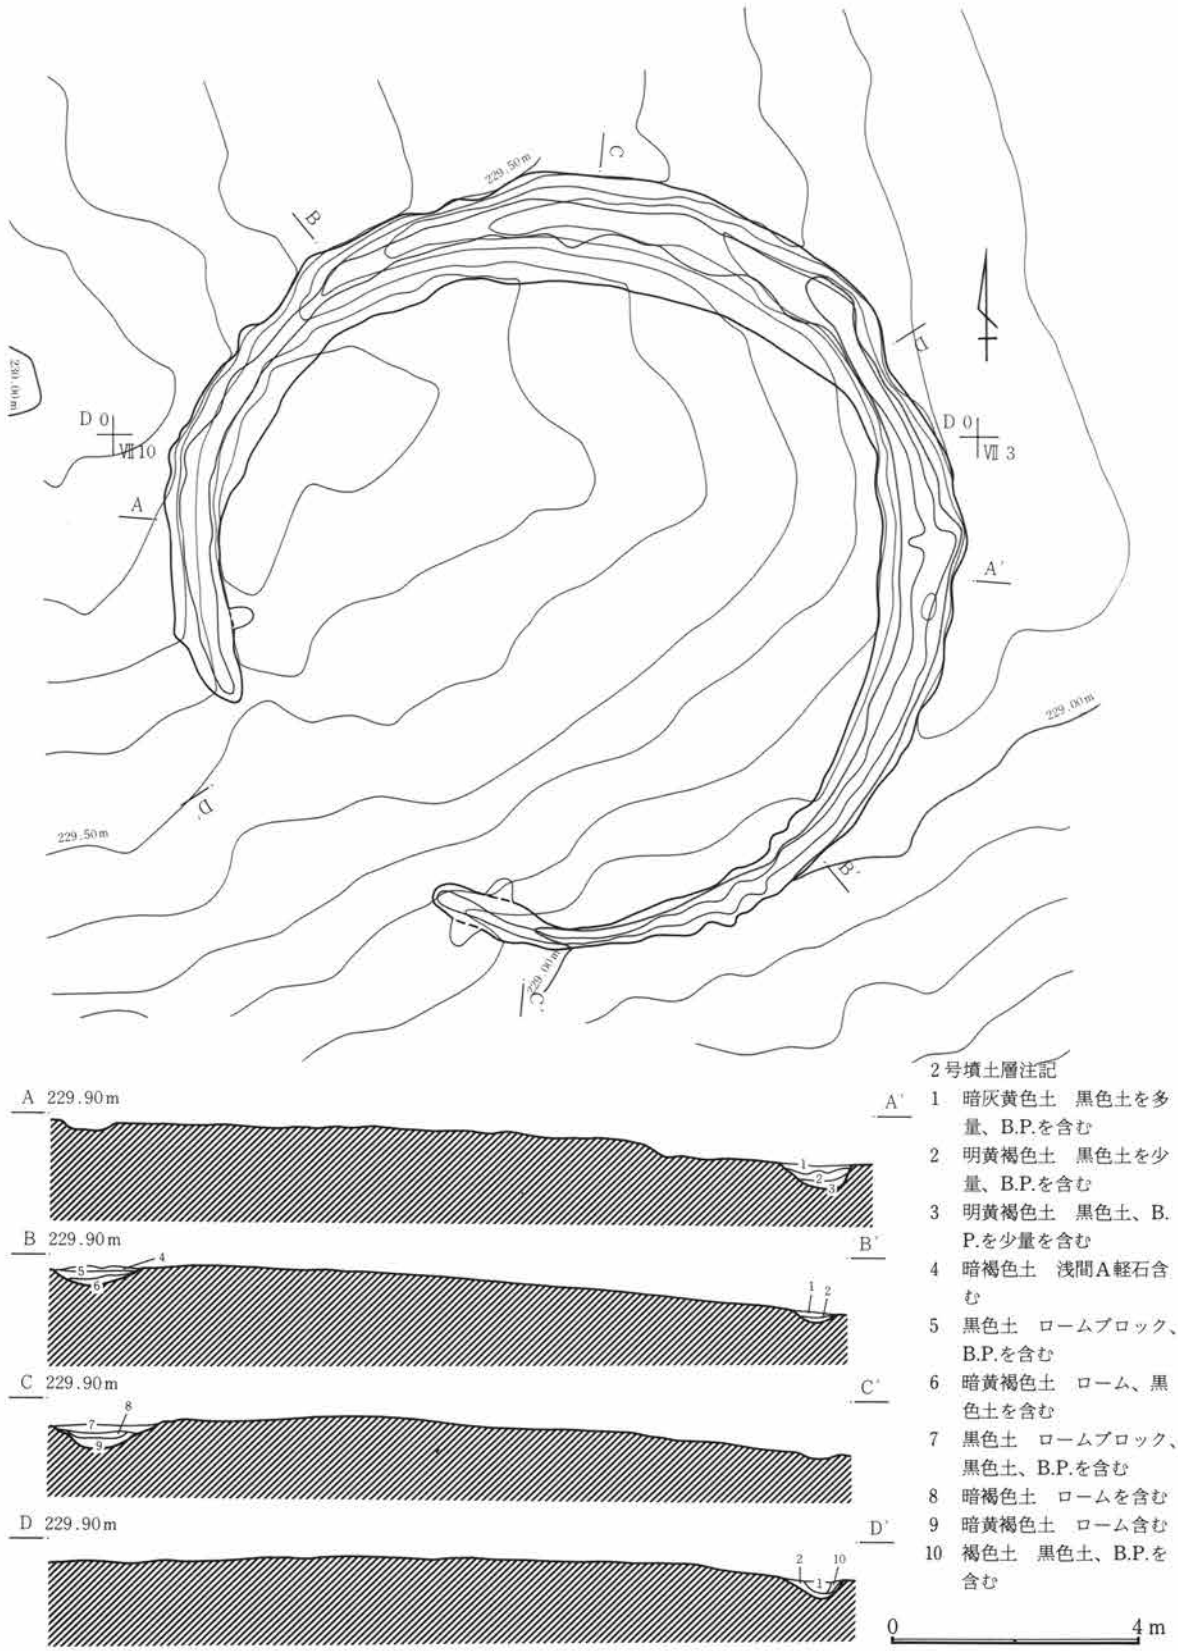 C
229.50m
B
D
230.00m
D 0
Ⅷ10
D 0
Ⅶ 3
A
A'
229.00m
D'
229.50m
B'
229.00m
C'
2号墳土層注記
1 暗灰黄色土 黒色土を多
量、B.P.を含む
2 明黄褐色土 黒色土を少
量、B.P.を含む
3 明黄褐色土 黒色土、B.
P.を少量を含む
4 暗褐色土 浅間A軽石含
む
5 黒色土 ロームブロック、
B.P.を含む
6 暗黄褐色土 ローム、黒
色土を含む
7 黒色土 ロームブロック、
黒色土、B.P.を含む
8 暗褐色土 ロームを含む
9 暗黄褐色土 ローム含む
10 褐色土 黒色土、B.P.を
含む
A 229.90m A'
1
2
3
B 229.90m B'
4
5
6
1 2
C 229.90m C'
8
7
9
D 229.90m D'
2 10
1
0 4 m